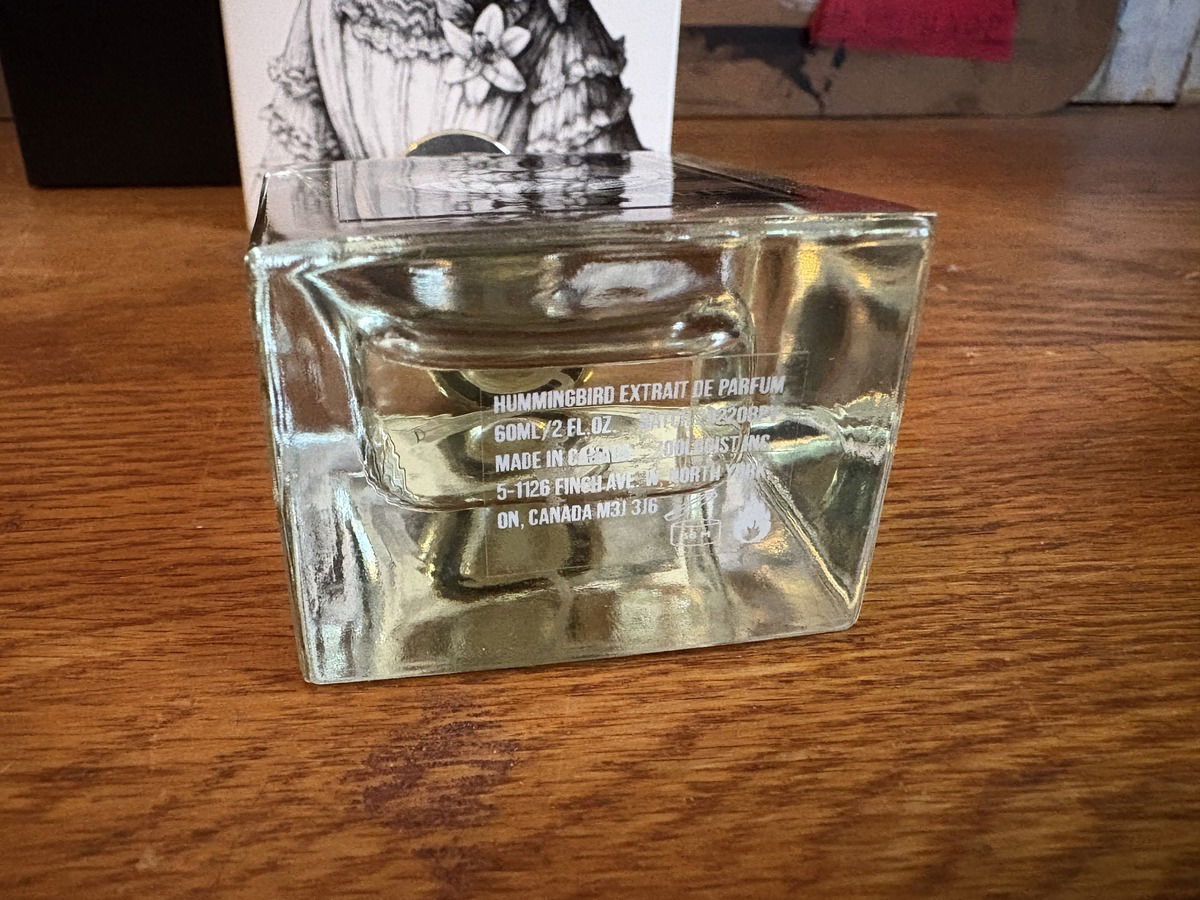 HUMMINGBIRD EXTRAIT DE PARFUM
60ML/2 FL.OZ.
MADE IN CANADA
5-1126 FINCH AVE. W. NORTH YORK
ON, CANADA M3J 3J6